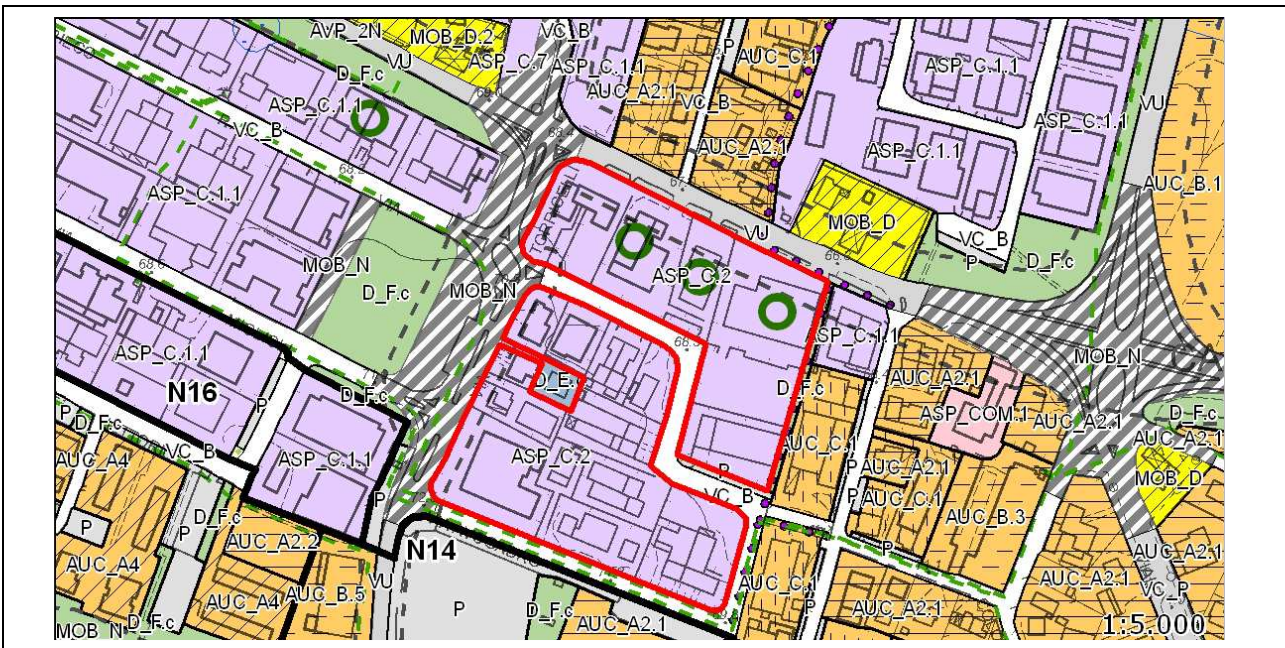 AVP_2N
MOB_D.2
VC_B
VU
ASP_C.7
ASP_C.1.1
AUC_A2.1
VC_B
P
AUC_C.1
ASP_C.1.1
D_F.c
ASP_C.1.1
VC_B
ASP_C.1.1
VU
AUC_A2.1
ASP_C.1.1
AUC_B.1
ASP_C.1.1
MOB_D
VU
VC_B
P
D_F.c
MOB_N
D_F.c
MOB_N
ASP_C.2
ASP_C.1.1
MOB_N
ASP_C.1.1
N16
D_F.c
D_E.
D_F.c
AUC_A2.1
ASP_COM.1
AUC_A2.1
D_F.c
P
D_F.c
VC_B
P
AUC_A4
ASP_C.1.1
ASP_C.2
P
AUC_C.1
P
AUC_A2.1
AUC_A2.1
MOB_D
VC_B
AUC_C.1
P
P
D_F.c
P
AUC_B.3
AUC_A2.2
N14
P
AUC_A2.1
AUC_A4
VU
P
D_F.c
AUC_C.1
P
AUC_A2.1
AUC_A2.1
VC_P
AUC_A4
AUC_B.5
MOB_N
D_F.c
AUC_A2.1
AUC_A2.1
1:5.000